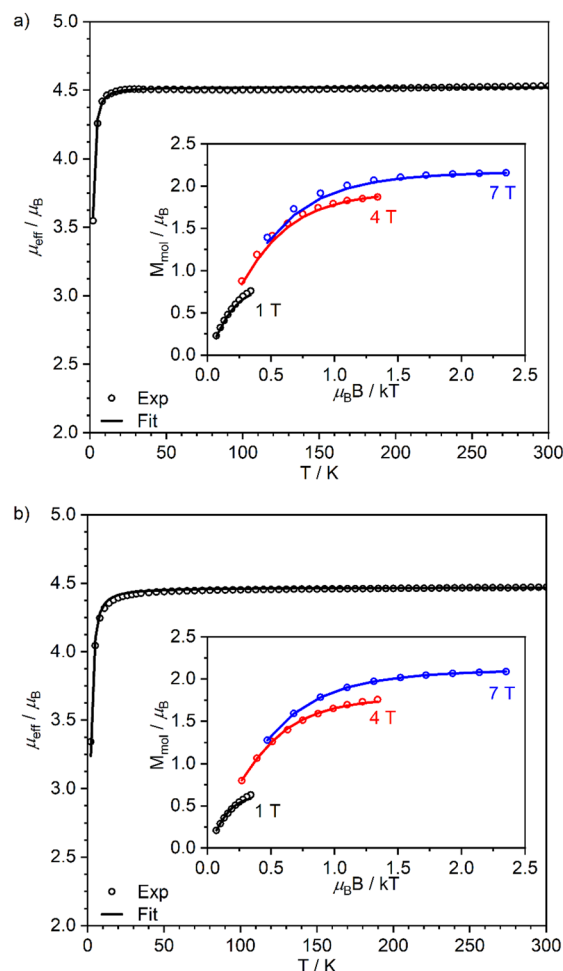 a)
5.0
4.5
4.0
3.5
3.0
2.5
2.0
μeff / μB
2.5
2.0
1.5
1.0
0.5
0.0
Mmol / μB
7 T
4 T
1 T
0.0 0.5 1.0 1.5 2.0 2.5
μBB / kT
Exp
Fit
0 100 150 200 250 300
T / K
b)
5.0
4.5
4.0
3.5
3.0
2.5
2.0
μeff / μB
2.5
2.0
1.5
1.0
0.5
0.0
Mmol / μB
7 T
4 T
1 T
0.0 0.5 1.0 1.5 2.0 2.5
μBB / kT
Exp
Fit
0 50 100 150 200 250 300
T / K